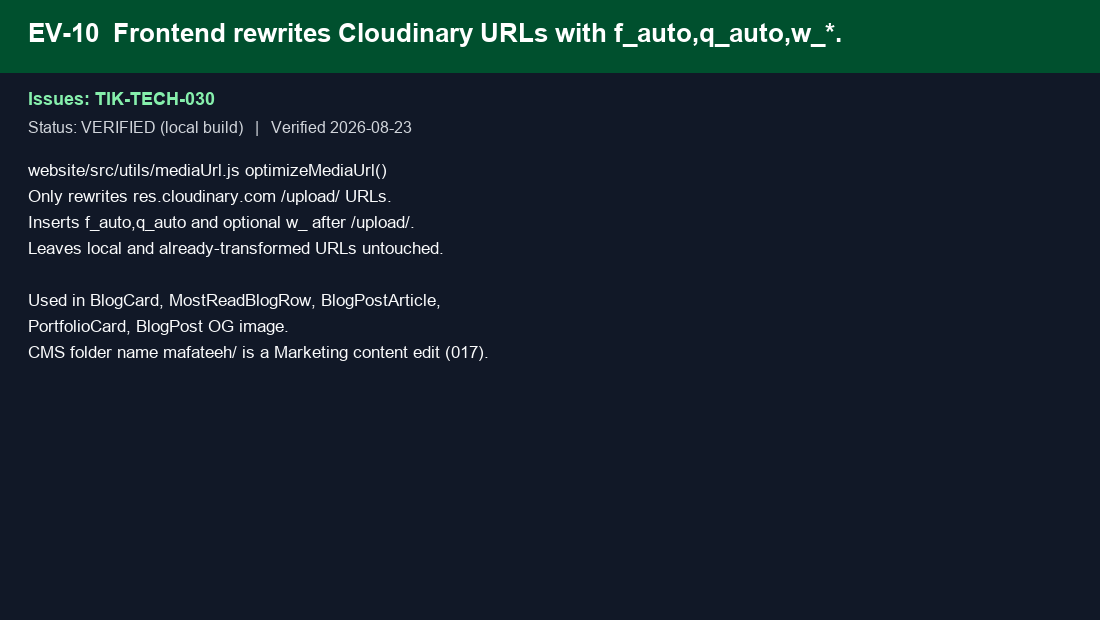 EV-10  Frontend rewrites Cloudinary URLs with f_auto,q_auto,w_*.
Issues: TIK-TECH-030
Status: VERIFIED (local build)  |  Verified 2026-08-23
website/src/utils/mediaUrl.js optimizeMediaUrl()
Only rewrites res.cloudinary.com /upload/ URLs.
Inserts f_auto,q_auto and optional w_ after /upload/.
Leaves local and already-transformed URLs untouched.
Used in BlogCard, MostReadBlogRow, BlogPostArticle,
PortfolioCard, BlogPost OG image.
CMS folder name mafateeh/ is a Marketing content edit (017).